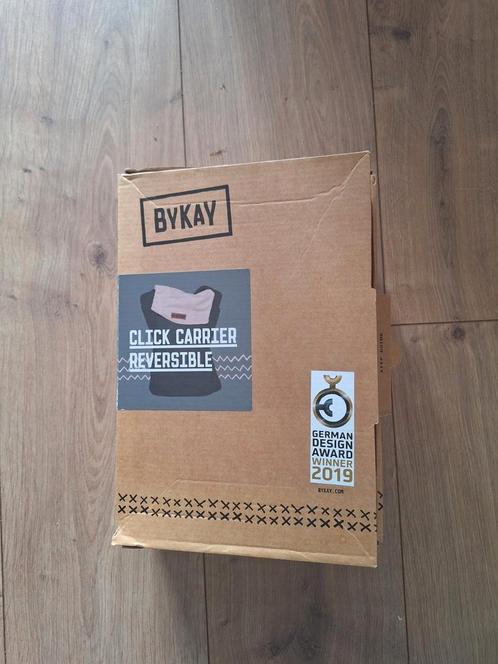 BYKAY
CLICK CARRIER
REVERSIBLE
GERMAN
DESIGN
AWARD
WINNER
2019
BYKAY.COM